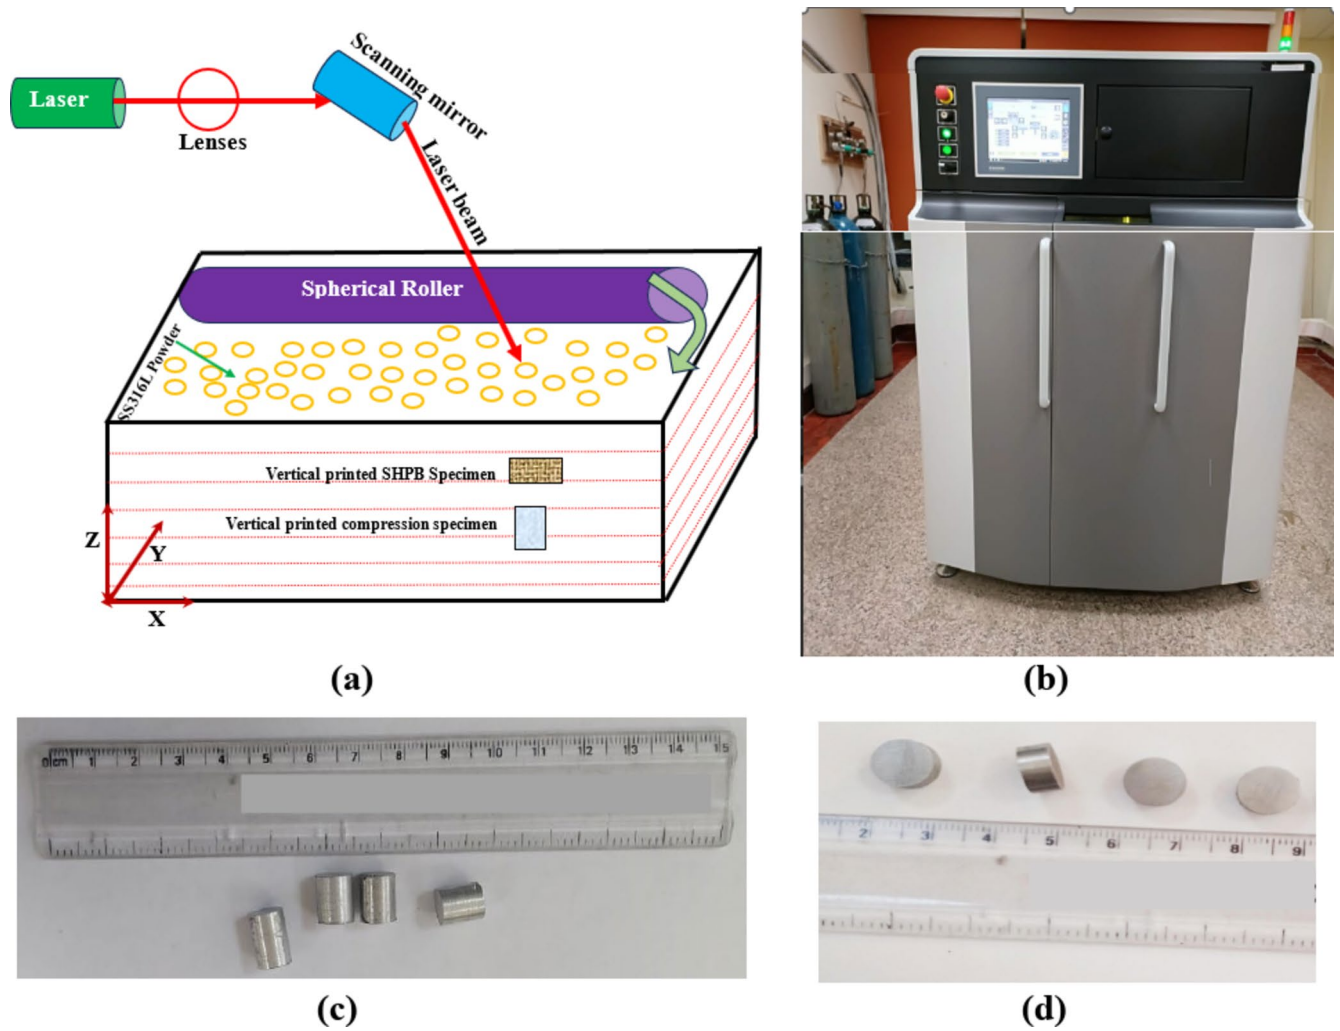 Laser
Lenses
Scanning mirror
Laser beam
Spherical Roller
SS316L Powder
Vertical printed SHPB Specimen
Vertical printed compression specimen
Z
Y
X
(a)
(b)
0 cm 1 2 3 4 5 6 7 8 9 10 11 12 13 14 15
(c)
2 3 4 5 6 7 8 9
(d)